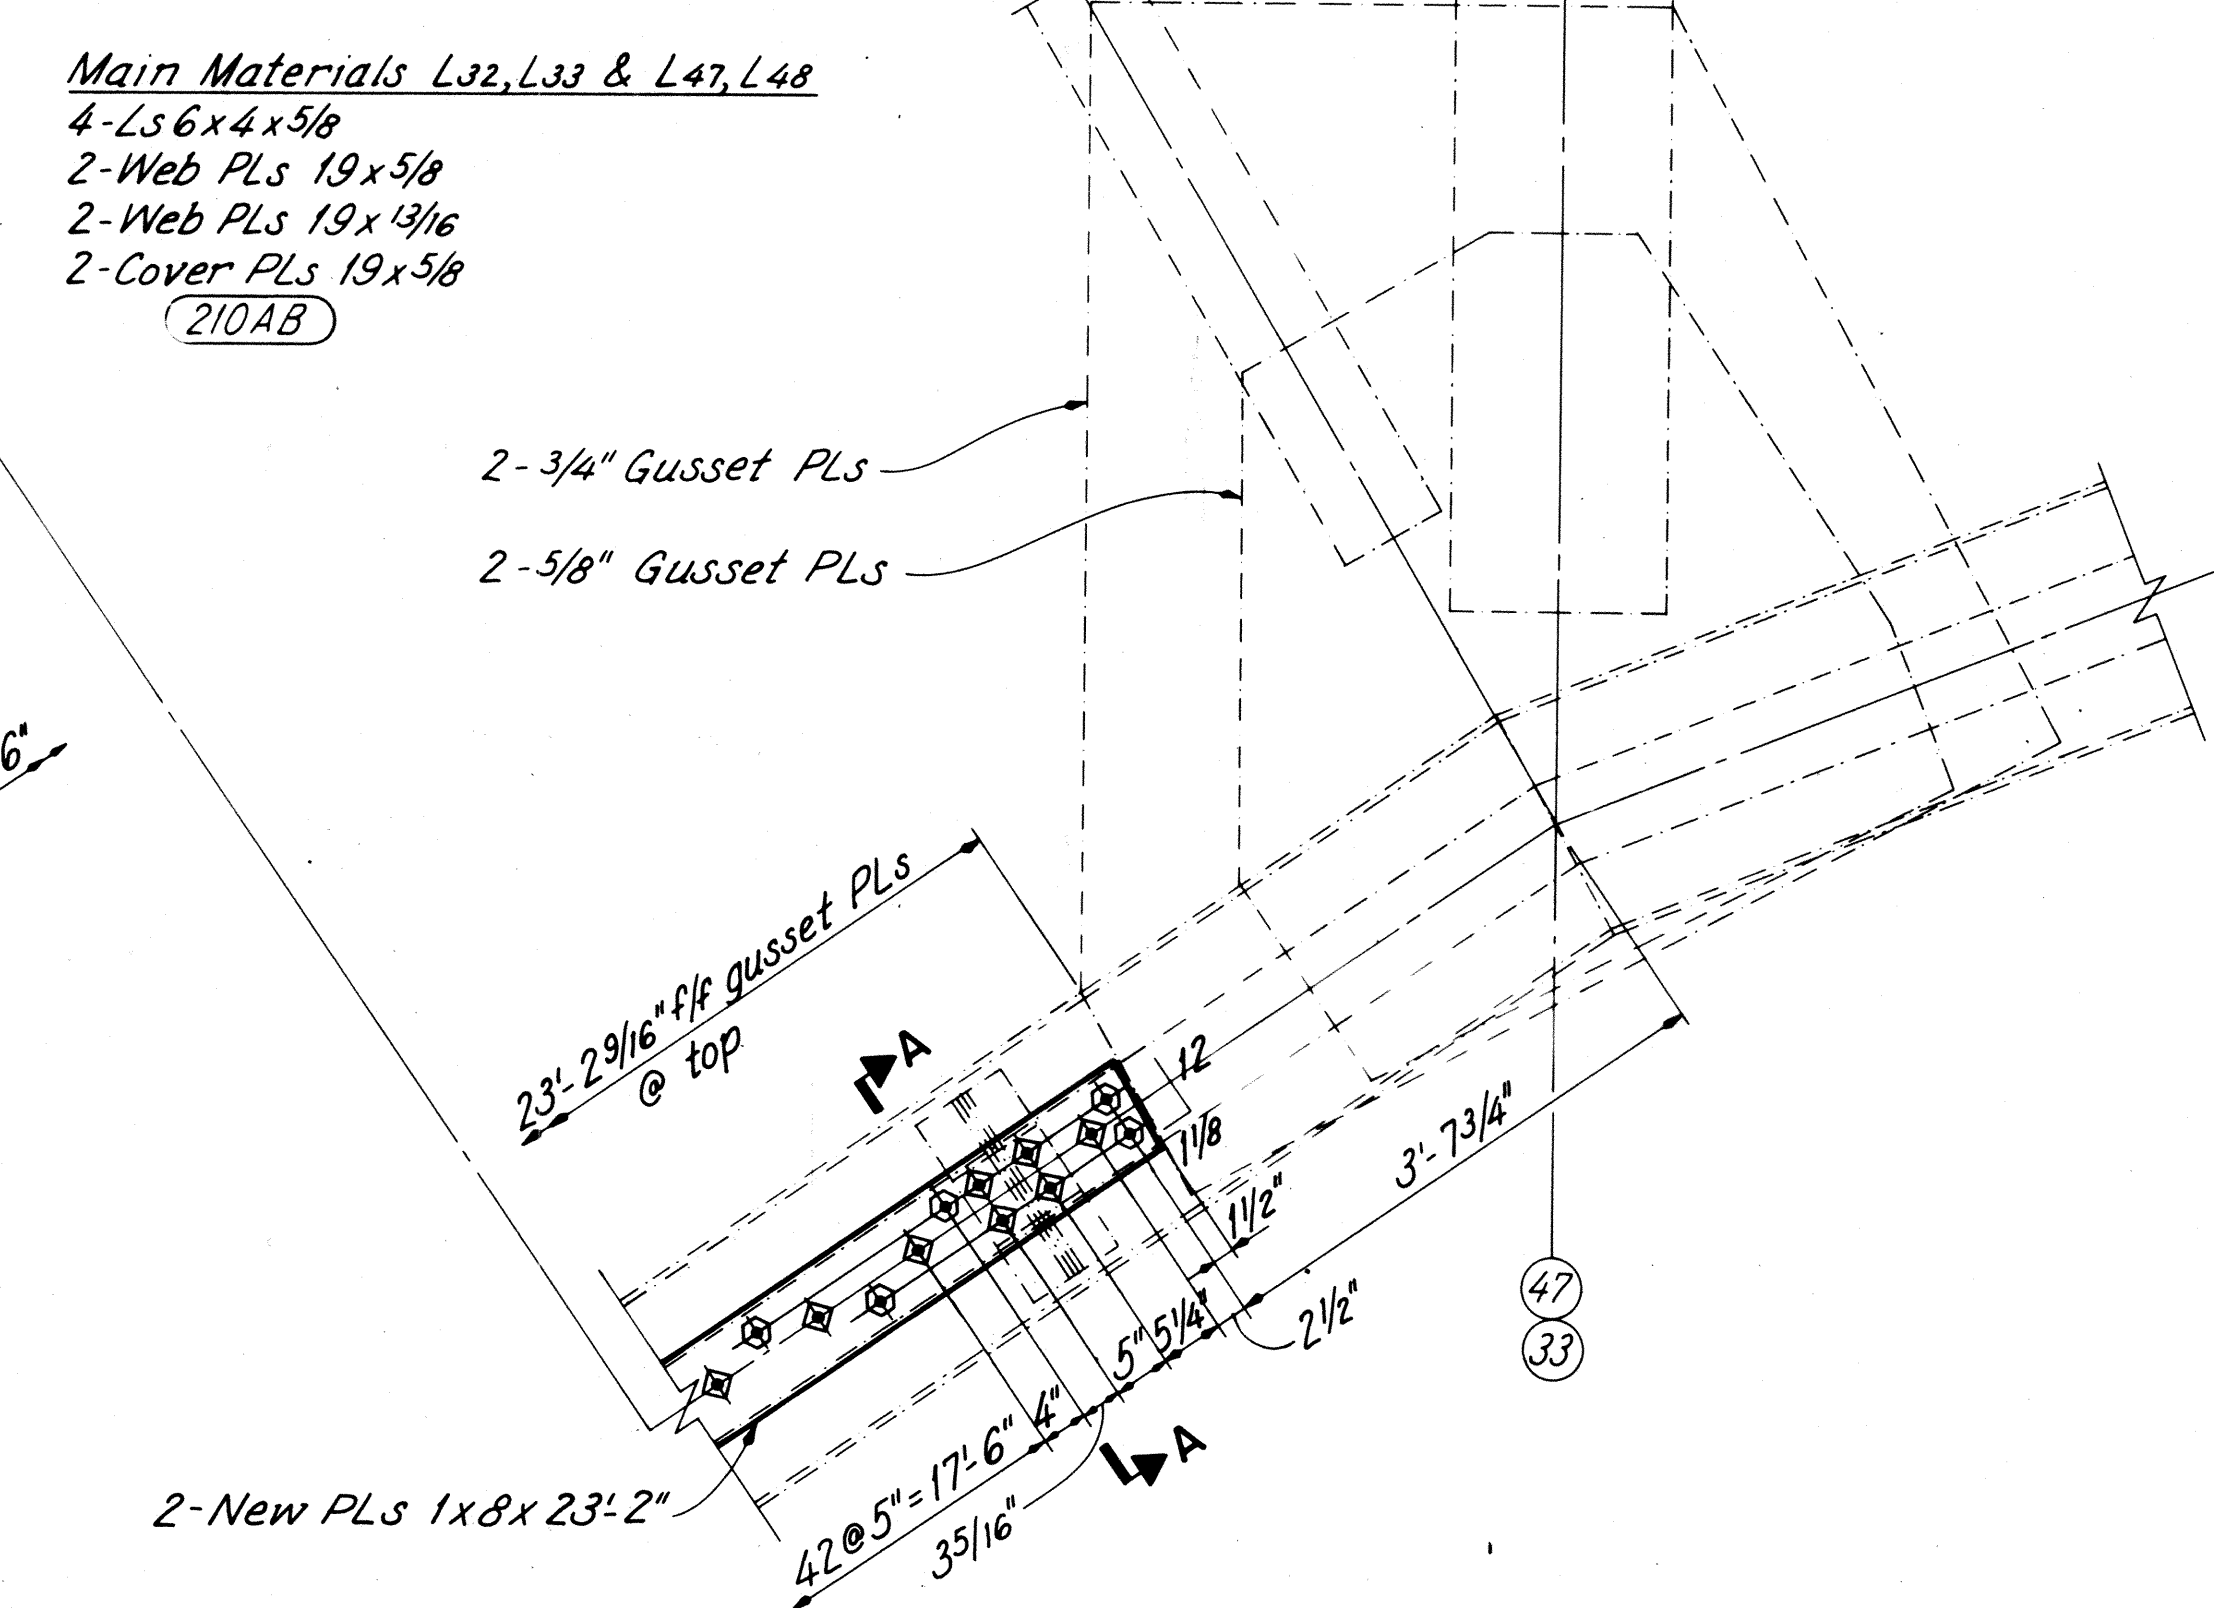 Main Materials L32, L33 & L47, L48
4-Ls 6x4x5/8
2-Web PLs 19x5/8
2-Web PLs 19x13/16
2-Cover PLs 19x5/8
210AB
2-3/4" Gusset PLs
2-5/8" Gusset PLs
6"
23'-2 9/16" f/f gusset PLs
@ top
A
12
1 1/8
3'-7 3/4"
1 1/2"
2 1/2"
5 1/4"
5"
4"
42@5"=17'-6"
3 5/16"
A
47
33
2-New PLs 1x8x23'-2"